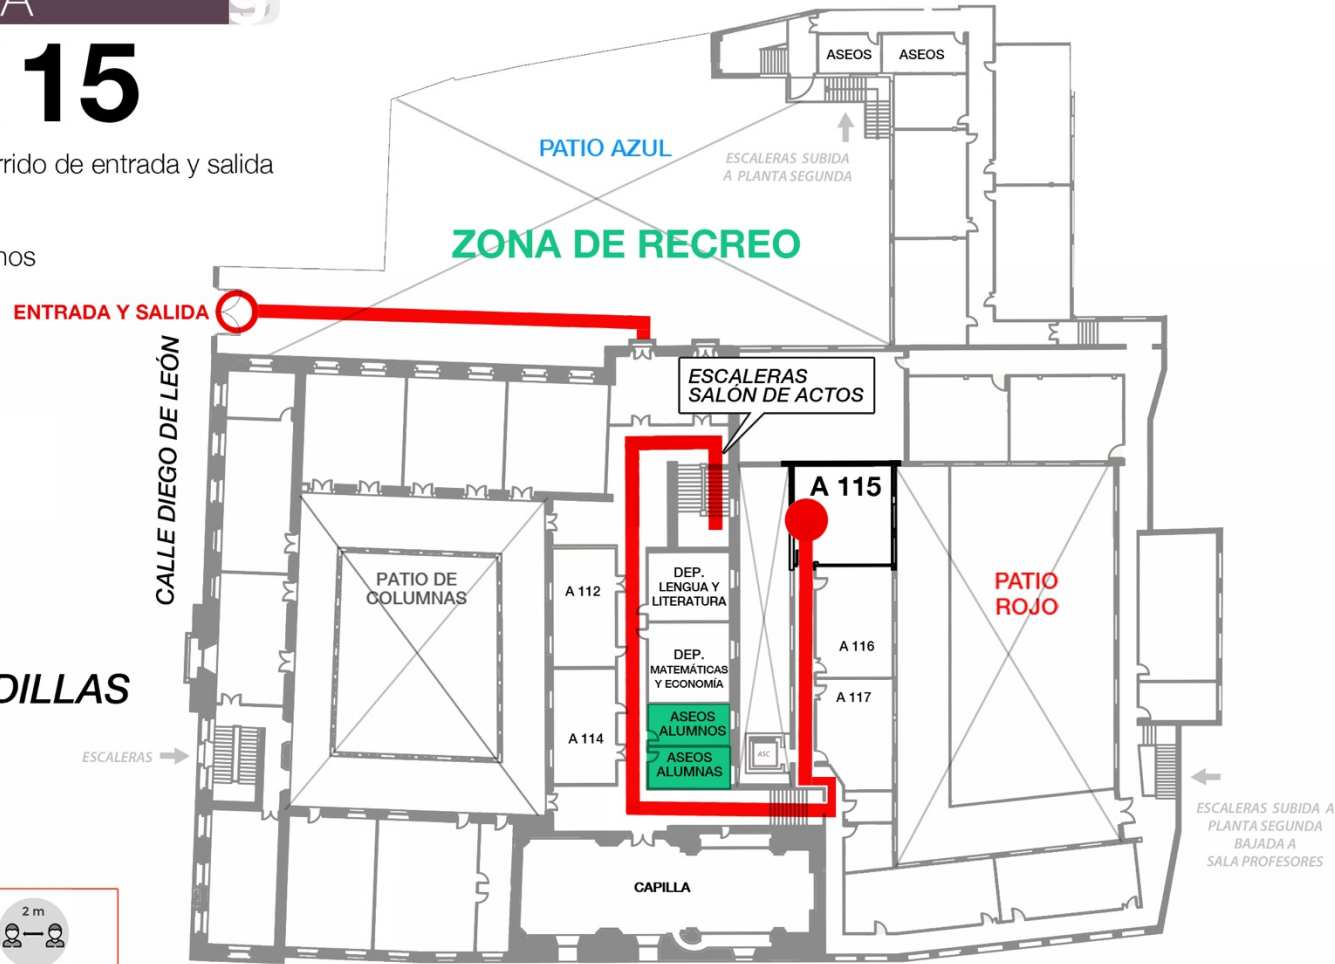 A 9
15
rrido de entrada y salida
nos
ASEOS
ASEOS
PATIO AZUL
ESCALERAS SUBIDA
A PLANTA SEGUNDA
ZONA DE RECREO
ENTRADA Y SALIDA
CALLE DIEGO DE LEÓN
ESCALERAS
SALÓN DE ACTOS
A 115
PATIO DE
COLUMNAS
A 112
DEP.
LENGUA Y
LITERATURA
PATIO
ROJO
A 116
DEP.
MATEMÁTICAS
Y ECONOMÍA
A 117
DILLAS
ASEOS
ALUMNOS
A 114
ASC
ASEOS
ALUMNAS
ESCALERAS
ESCALERAS SUBIDA A
PLANTA SEGUNDA
BAJADA A
SALA PROFESORES
CAPILLA
2 m